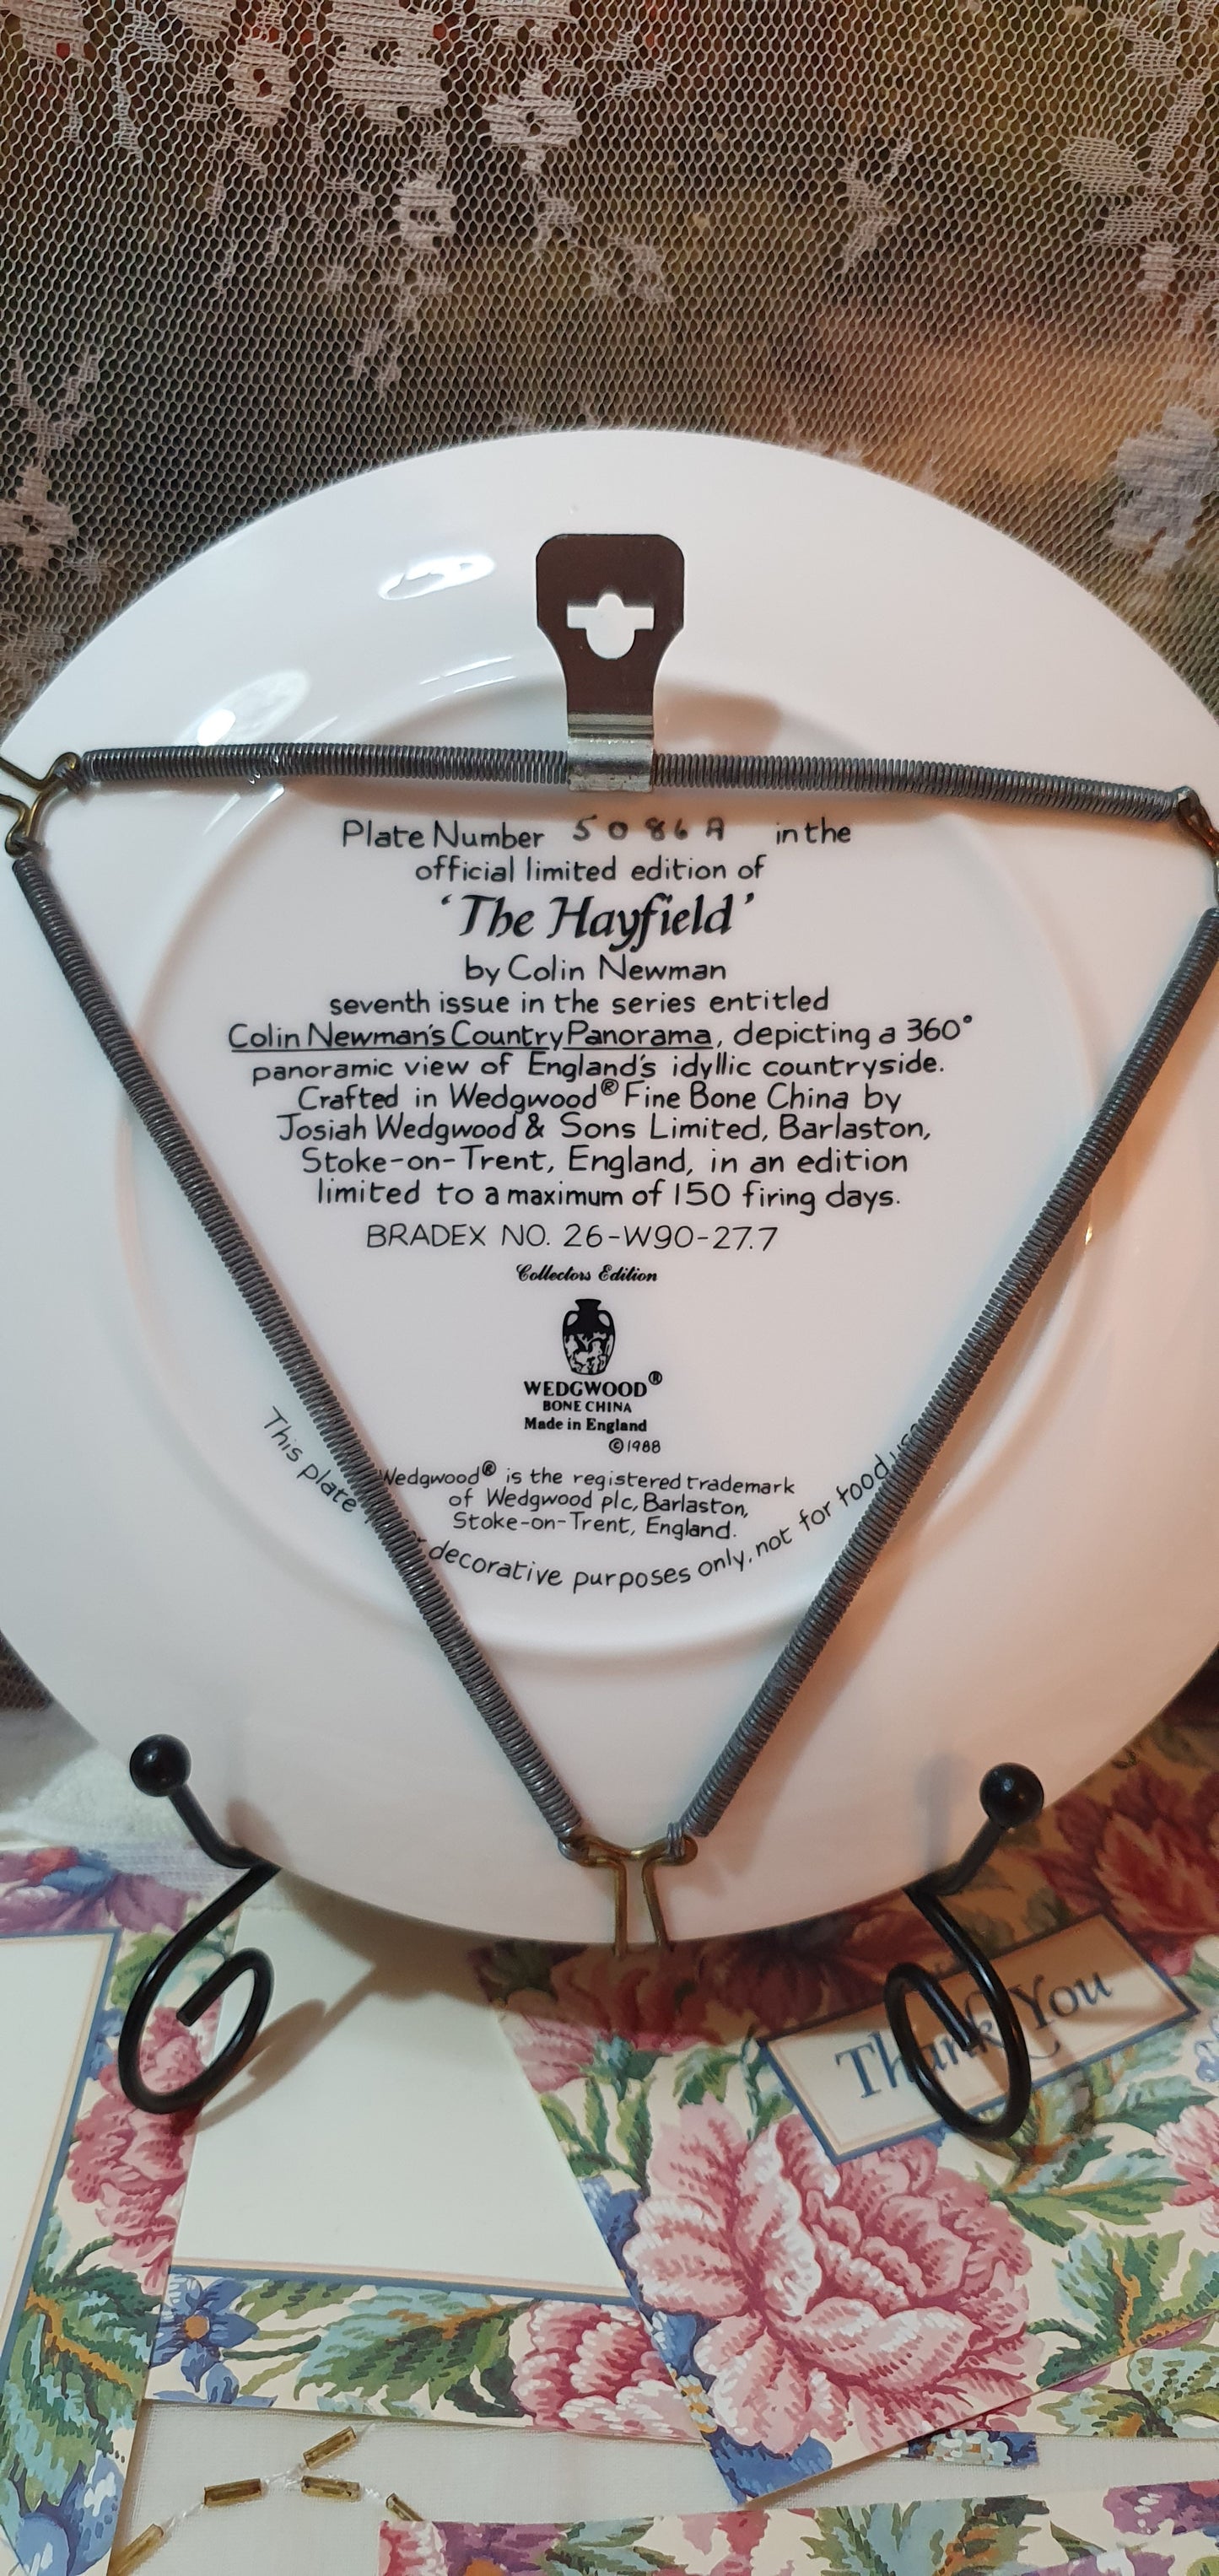 Plate Number 5086A in the
official limited edition of
‘The Hayfield’
by Colin Newman
seventh issue in the series entitled
Colin Newman's Country Panorama, depicting a 360°
panoramic view of England's idyllic countryside.
Crafted in Wedgwood® Fine Bone China by
Josiah Wedgwood & Sons Limited, Barlaston,
Stoke-on-Trent, England, in an edition
limited to a maximum of 150 firing days.
BRADEX NO. 26-W90-27.7
Collectors Edition
WEDGWOOD®
BONE CHINA
Made in England
©1988
Wedgwood® is the registered trademark
of Wedgwood plc, Barlaston,
Stoke-on-Trent, England.
This plate decorative purposes only, not for food use
Thank You